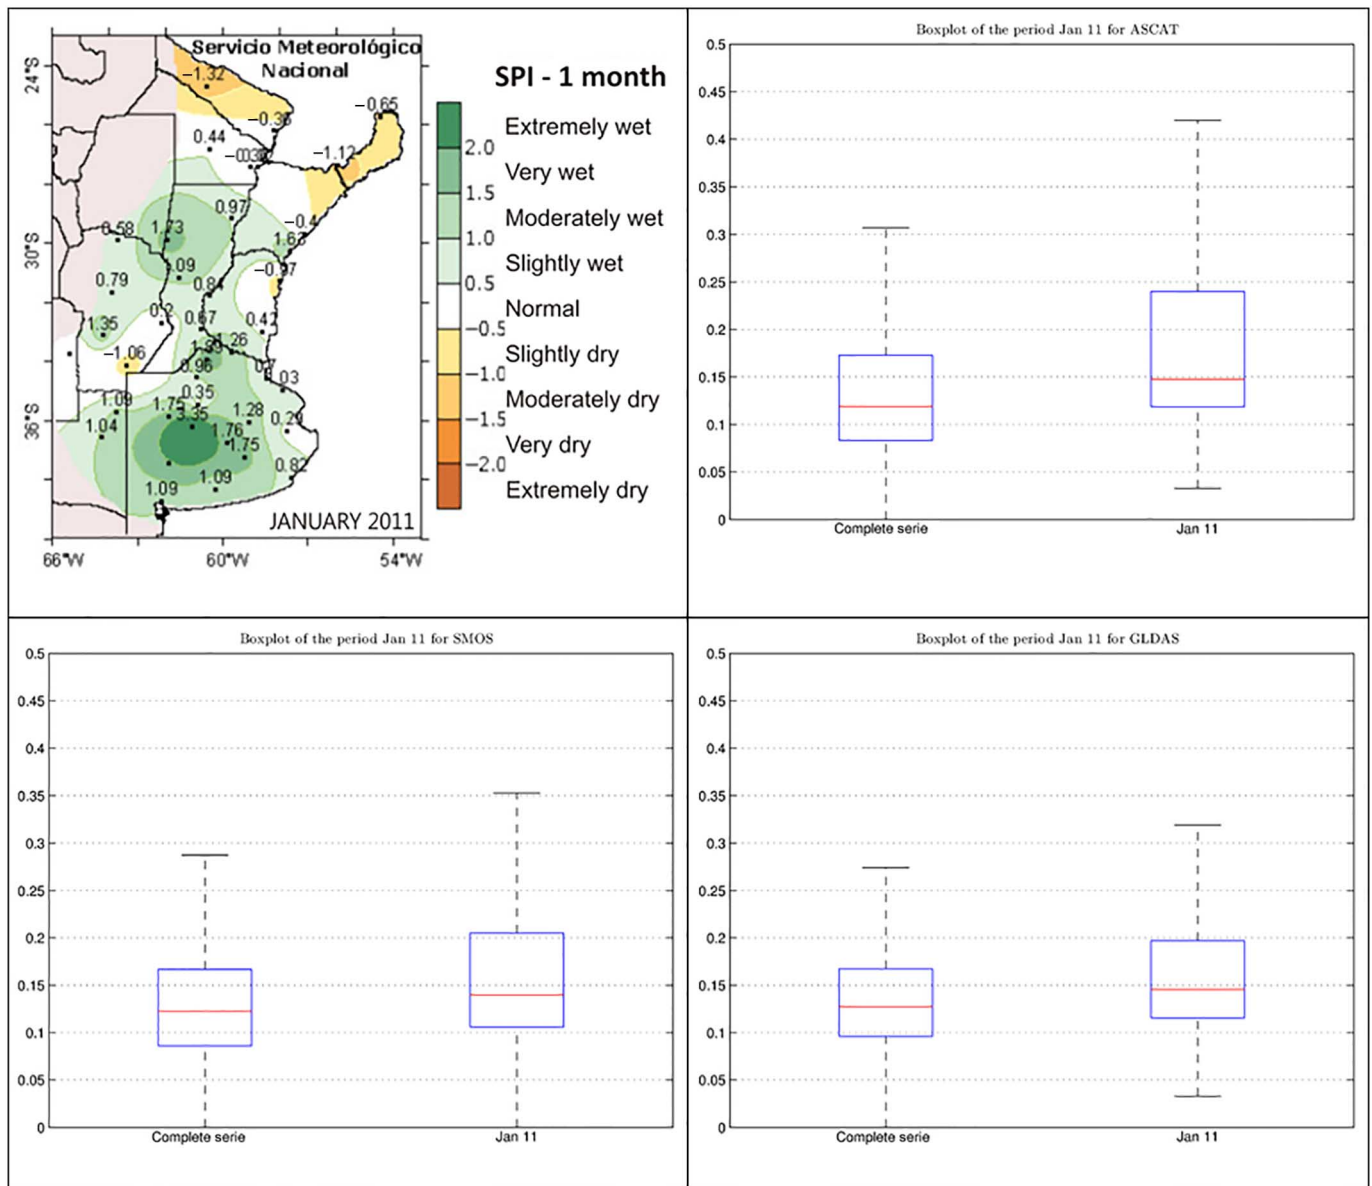 Servicio Meteorológico
Nacional
SPI - 1 month
24°S
30°S
36°S
66°W
60°W
54°W
−1.32
−0.65
0.44
−1.12
0.97
−0.4
0.58
1.73
0.79
0.84
0.2
0.67
0.41
1.35
−1.06
1.26
0.96
0.35
1.09
1.75
3.35
1.28
0.29
1.04
1.76
1.75
0.82
1.09
1.09
JANUARY 2011
Extremely wet
2.0
Very wet
1.5
Moderately wet
1.0
Slightly wet
0.5
Normal
−0.5
Slightly dry
−1.0
Moderately dry
−1.5
Very dry
−2.0
Extremely dry
Boxplot of the period Jan 11 for ASCAT
0.5
0.45
0.4
0.35
0.3
0.25
0.2
0.15
0.1
0.05
0
Complete serie Jan 11
Boxplot of the period Jan 11 for SMOS
0.5
0.45
0.4
0.35
0.3
0.25
0.2
0.15
0.1
0.05
0
Complete serie Jan 11
Boxplot of the period Jan 11 for GLDAS
0.5
0.45
0.4
0.35
0.3
0.25
0.2
0.15
0.1
0.05
0
Complete serie Jan 11